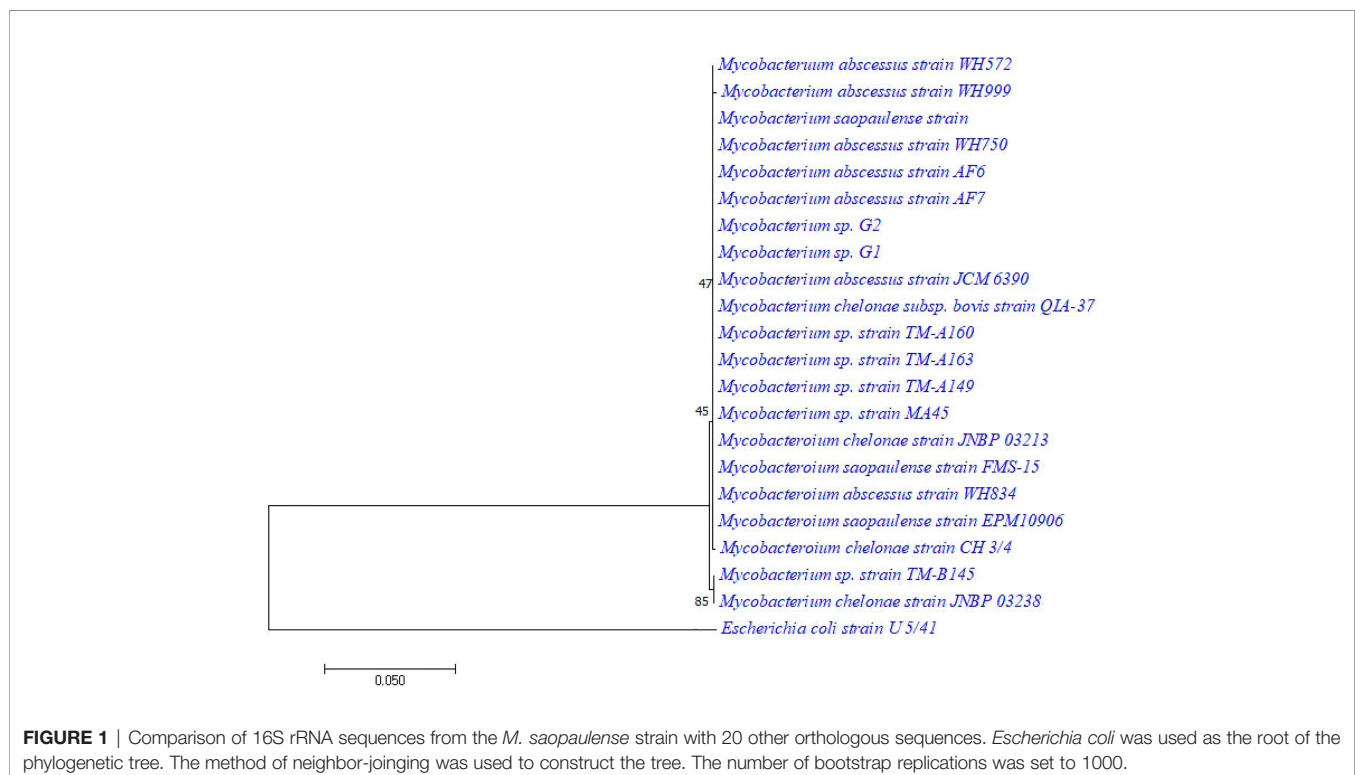 Mycobacteruum abscessus strain WH572
Mycobacterium abscessus strain WH999
Mycobacterium saopaulense strain
Mycobacterium abscessus strain WH750
Mycobacterium abscessus strain AF6
Mycobacterium abscessus strain AF7
Mycobacterium sp. G2
Mycobacterium sp. G1
47
Mycobacterium abscessus strain JCM 6390
Mycobacterium chelonae subsp. bovis strain QIA-37
Mycobacterium sp. strain TM-A160
Mycobacterium sp. strain TM-A163
Mycobacterium sp. strain TM-A149
45
Mycobacterium sp. strain MA45
Mycobacteroium chelonae strain JNBP 03213
Mycobacteroium saopaulense strain FMS-15
Mycobacteroium abscessus strain WH834
Mycobacteroium saopaulense strain EPM10906
Mycobacteroium chelonae strain CH 3/4
Mycobacterium sp. strain TM-B145
85
Mycobacterium chelonae strain JNBP 03238
Escherichia coli strain U 5/41
0.050
FIGURE 1 | Comparison of 16S rRNA sequences from the M. saopaulense strain with 20 other orthologous sequences. Escherichia coli was used as the root of the
phylogenetic tree. The method of neighbor-joinging was used to construct the tree. The number of bootstrap replications was set to 1000.